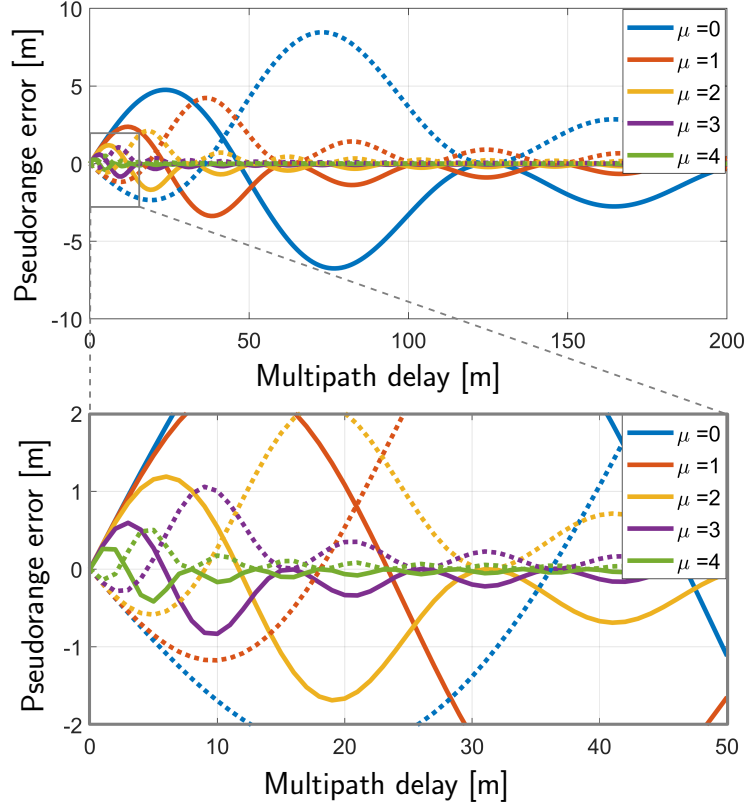 10
5
0
-5
-10
Pseudorange error [m]
μ =0
μ =1
μ =2
μ =3
μ =4
0
50
100
150
200
Multipath delay [m]
2
1
0
-1
-2
Pseudorange error [m]
μ =0
μ =1
μ =2
μ =3
μ =4
0
10
20
30
40
50
Multipath delay [m]